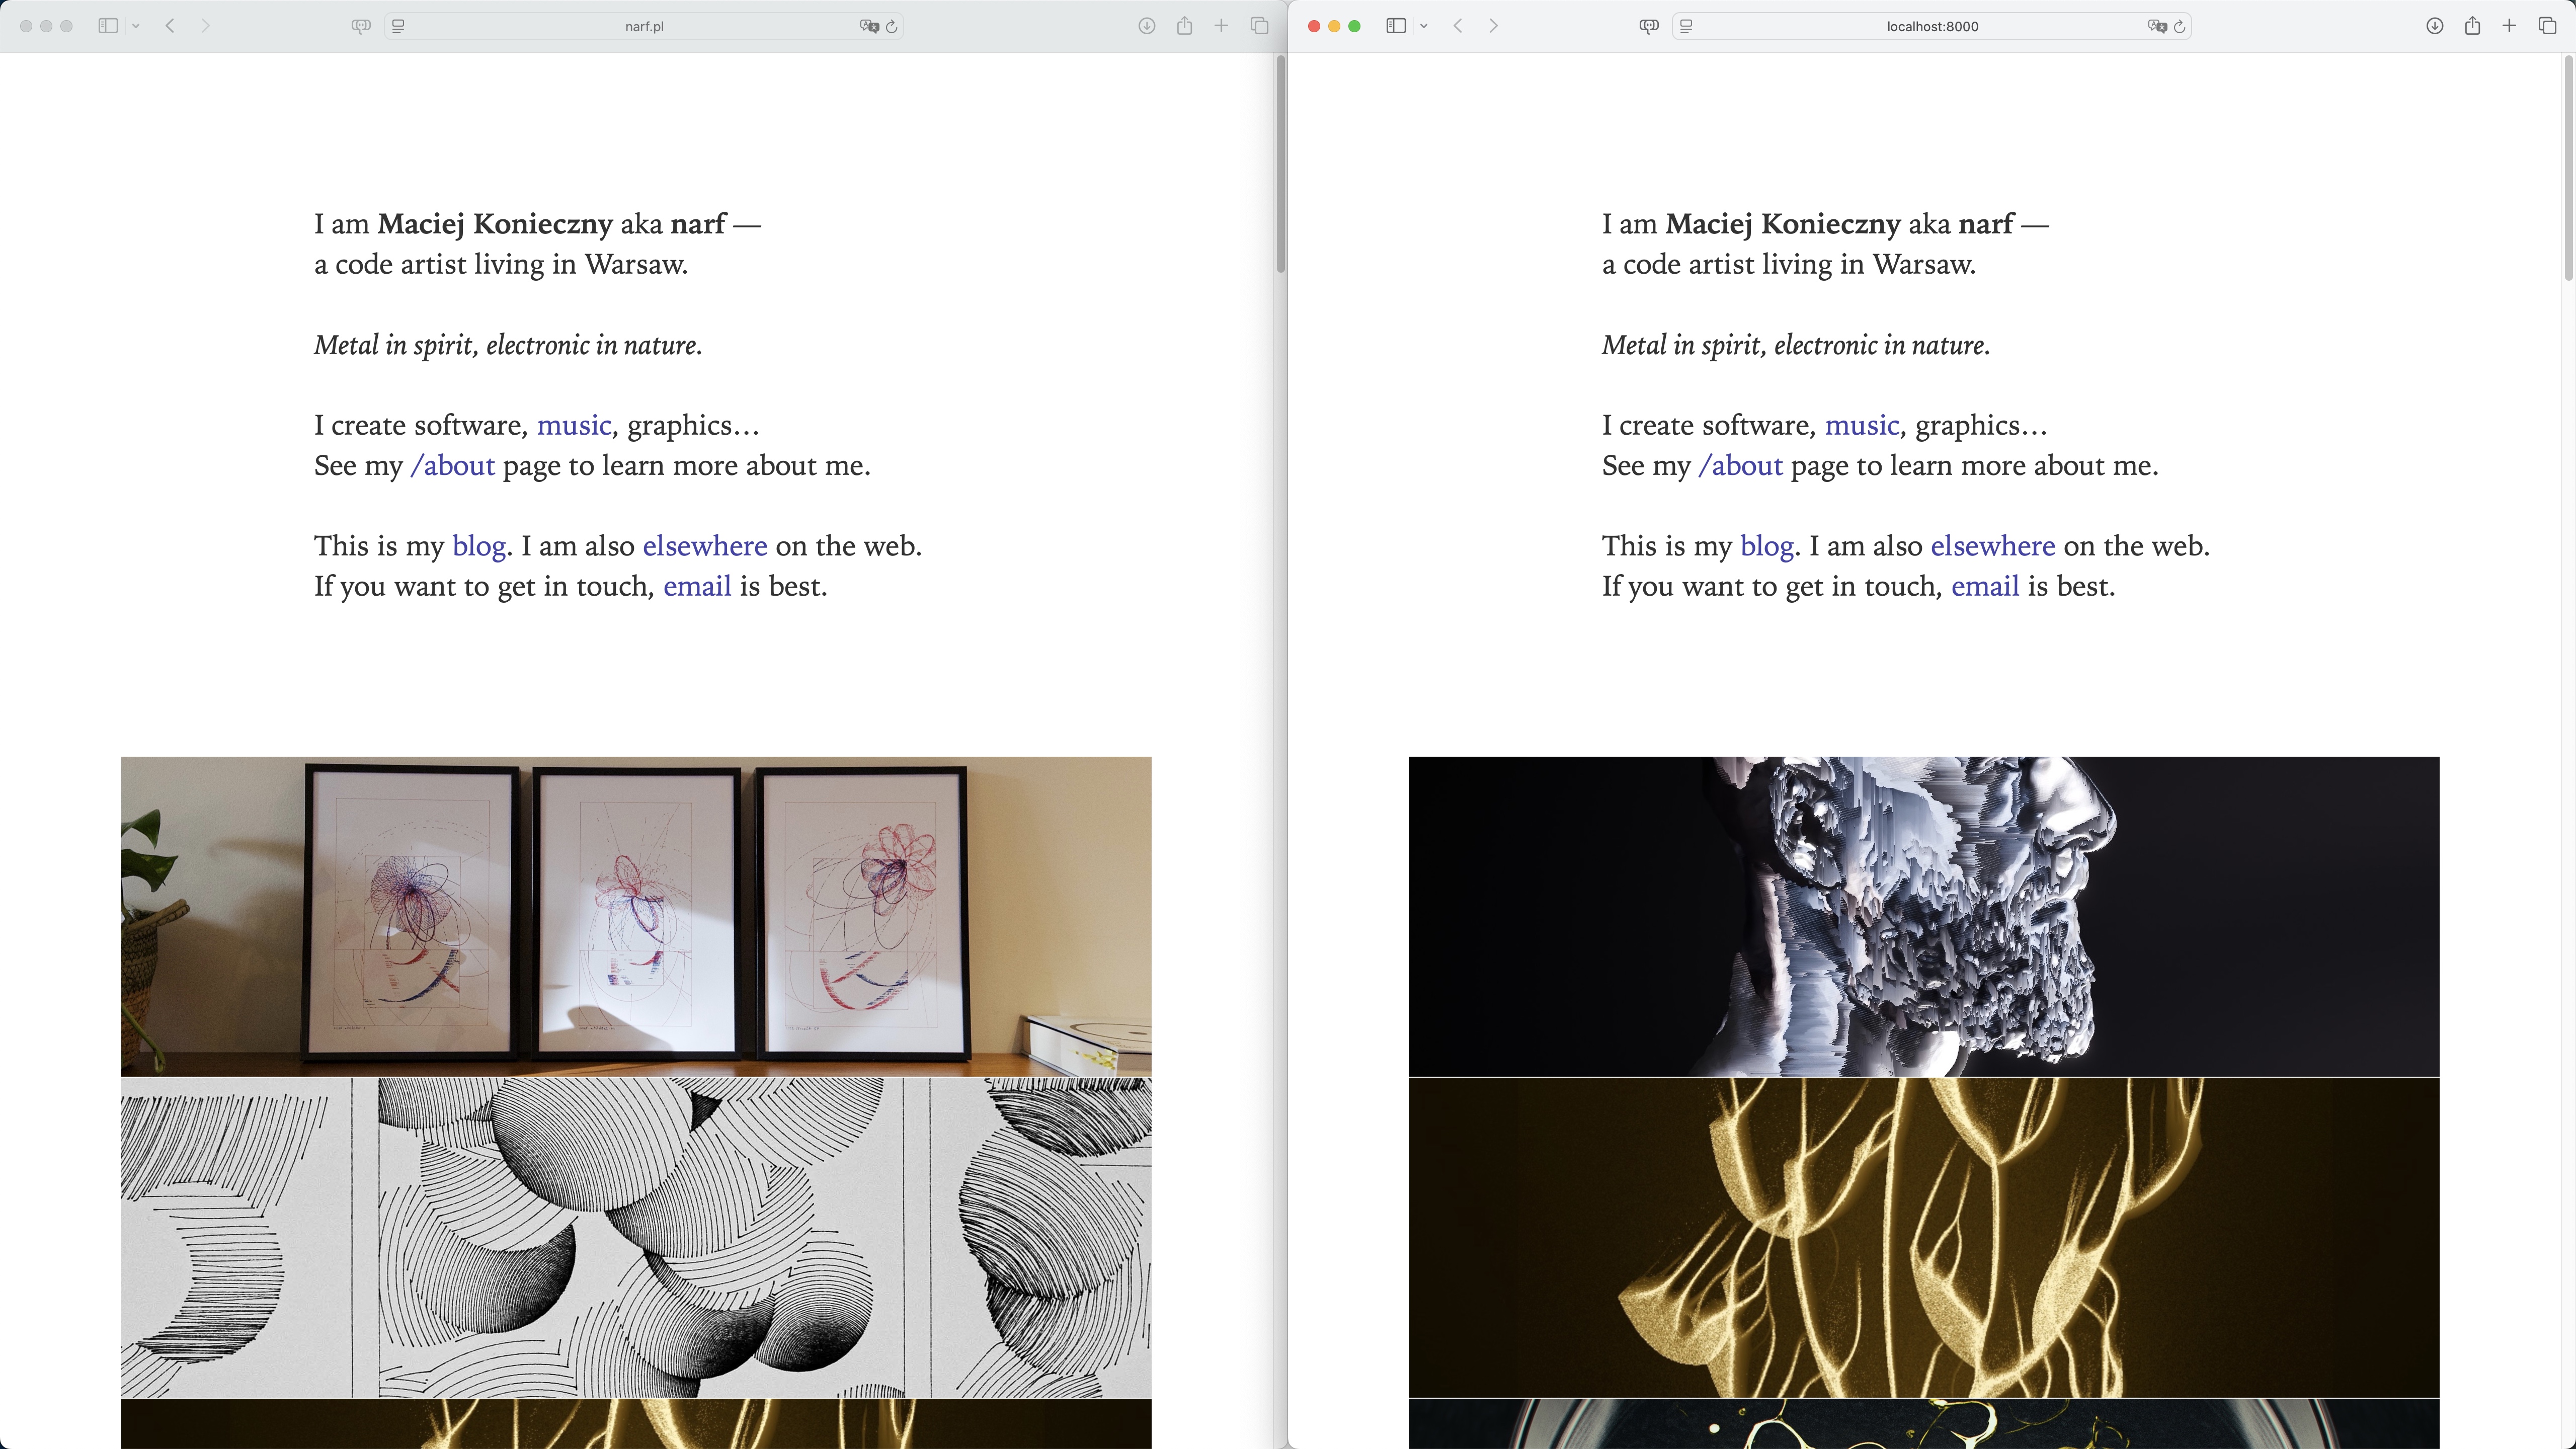 narf.pl
I am Maciej Konieczny aka narf —
a code artist living in Warsaw.
Metal in spirit, electronic in nature.
I create software, music, graphics…
See my /about page to learn more about me.
This is my blog. I am also elsewhere on the web.
If you want to get in touch, email is best.
localhost:8000
I am Maciej Konieczny aka narf —
a code artist living in Warsaw.
Metal in spirit, electronic in nature.
I create software, music, graphics…
See my /about page to learn more about me.
This is my blog. I am also elsewhere on the web.
If you want to get in touch, email is best.